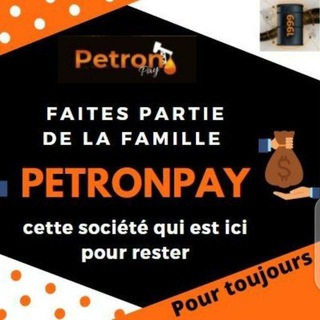 1999
Petron
Pay
FAITES PARTIE
DE LA FAMILLE
PETRONPAY
cette société qui est ici
pour rester
Pour toujours